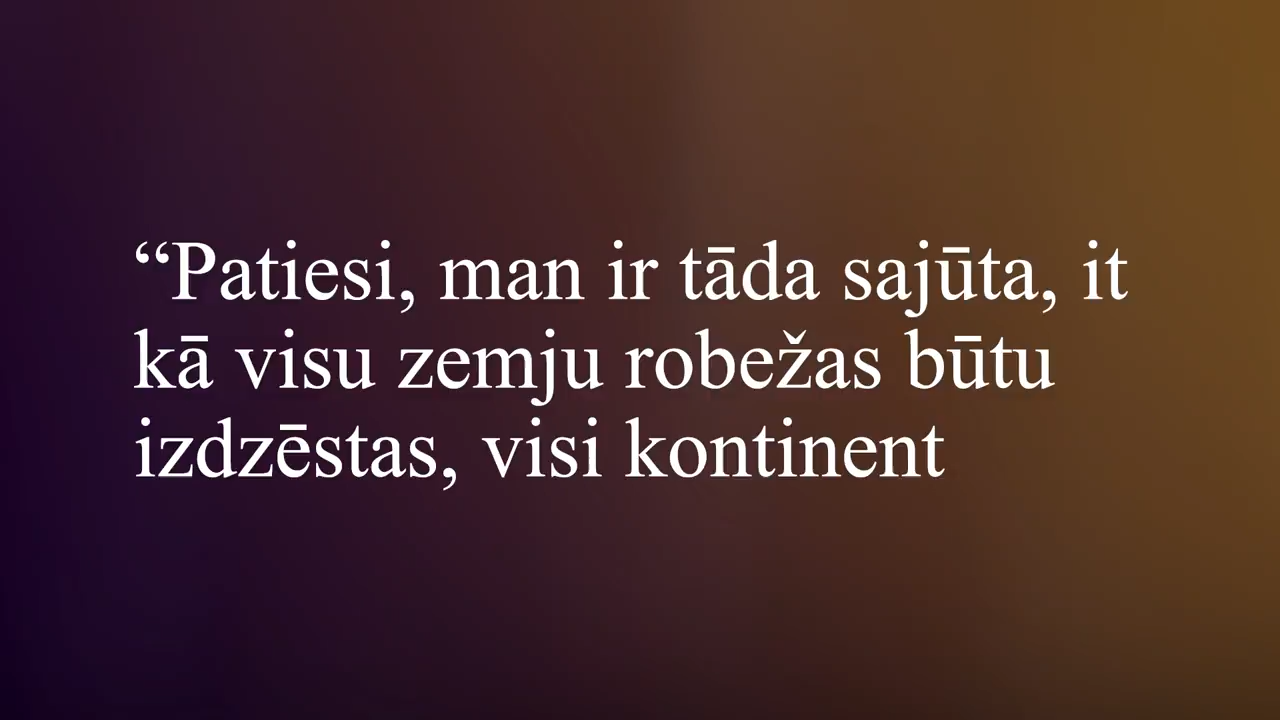 “Patiesi, man ir tāda sajūta, it
kā visu zemju robežas būtu
izdzēstas, visi kontinent